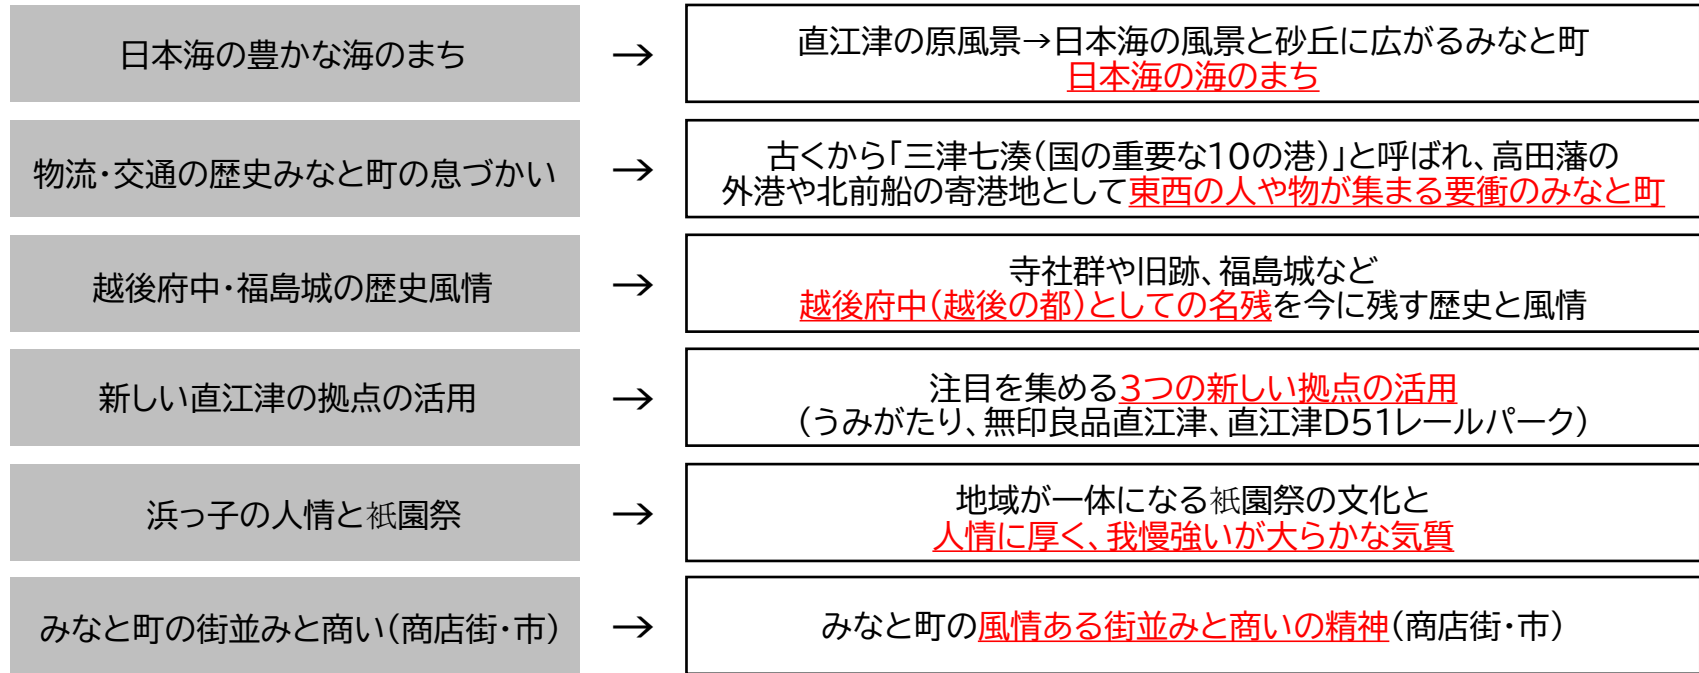 日本海の豊かな海のまち
→
直江津の原風景→日本海の風景と砂丘に広がるみなと町
日本海の海のまち
物流・交通の歴史みなと町の息づかい
→
古くから「三津七湊(国の重要な10の港)」と呼ばれ、高田藩の
外港や北前船の寄港地として東西の人や物が集まる要衝のみなと町
越後府中・福島城の歴史風情
→
寺社群や旧跡、福島城など
越後府中(越後の都)としての名残を今に残す歴史と風情
新しい直江津の拠点の活用
→
注目を集める3つの新しい拠点の活用
(うみがたり、無印良品直江津、直江津D51レールパーク)
浜っ子の人情と祇園祭
→
地域が一体になる祇園祭の文化と
人情に厚く、我慢強いが大らかな気質
みなと町の街並みと商い(商店街・市)
→
みなと町の風情ある街並みと商いの精神(商店街・市)